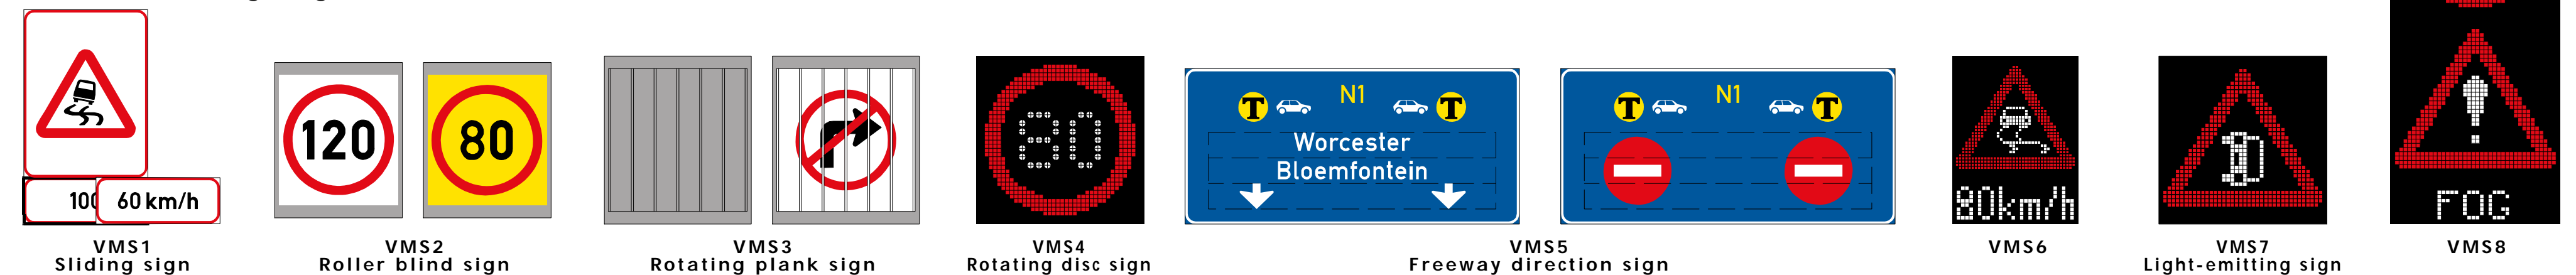 100
60 km/h
VMS1
Sliding sign
120
80
VMS2
Roller blind sign
VMS3
Rotating plank sign
80
VMS4
Rotating disc sign
T N1 T
Worcester
Bloemfontein
T N1 T
VMS5
Freeway direction sign
80km/h
VMS6
VMS7
Light-emitting sign
!
FOG
VMS8